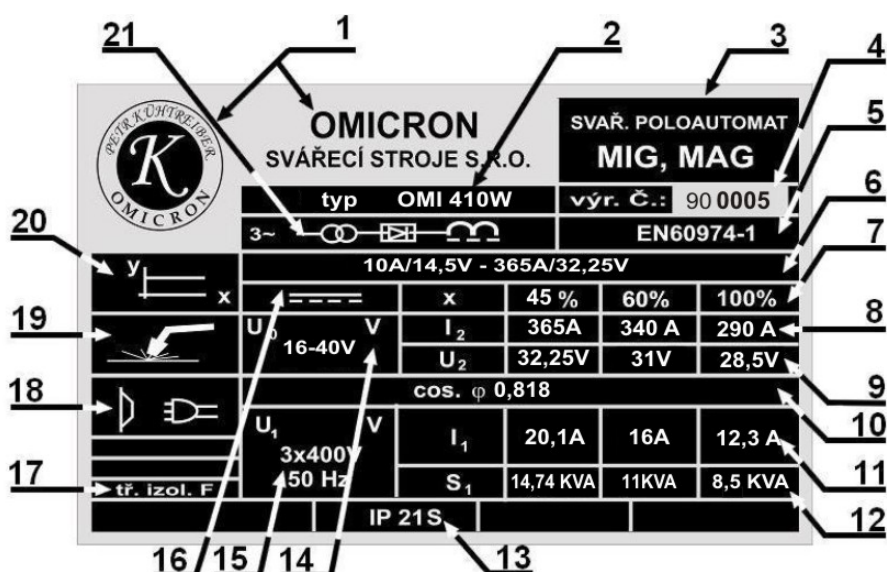 21
1
2
3
4
5
6
7
8
9
10
11
12
13
14
15
16
17
18
19
20
PETR KÜHTREIBER
K
OMICRON
OMICRON
SVÁŘECÍ STROJE S.R.O.
SVAŘ. POLOAUTOMAT
MIG, MAG
typ OMI 410W
výr. Č.: 90 0005
3~
EN60974-1
y
x
10A/14,5V - 365A/32,25V
x 45 % 60% 100%
U0 V
16-40V
I2 365A 340 A 290 A
U2 32,25V 31V 28,5V
cos. φ 0,818
U1 V
3x400V
50 Hz
I1 20,1A 16A 12,3 A
S1 14,74 KVA 11KVA 8,5 KVA
tř. izol. F
IP 21S